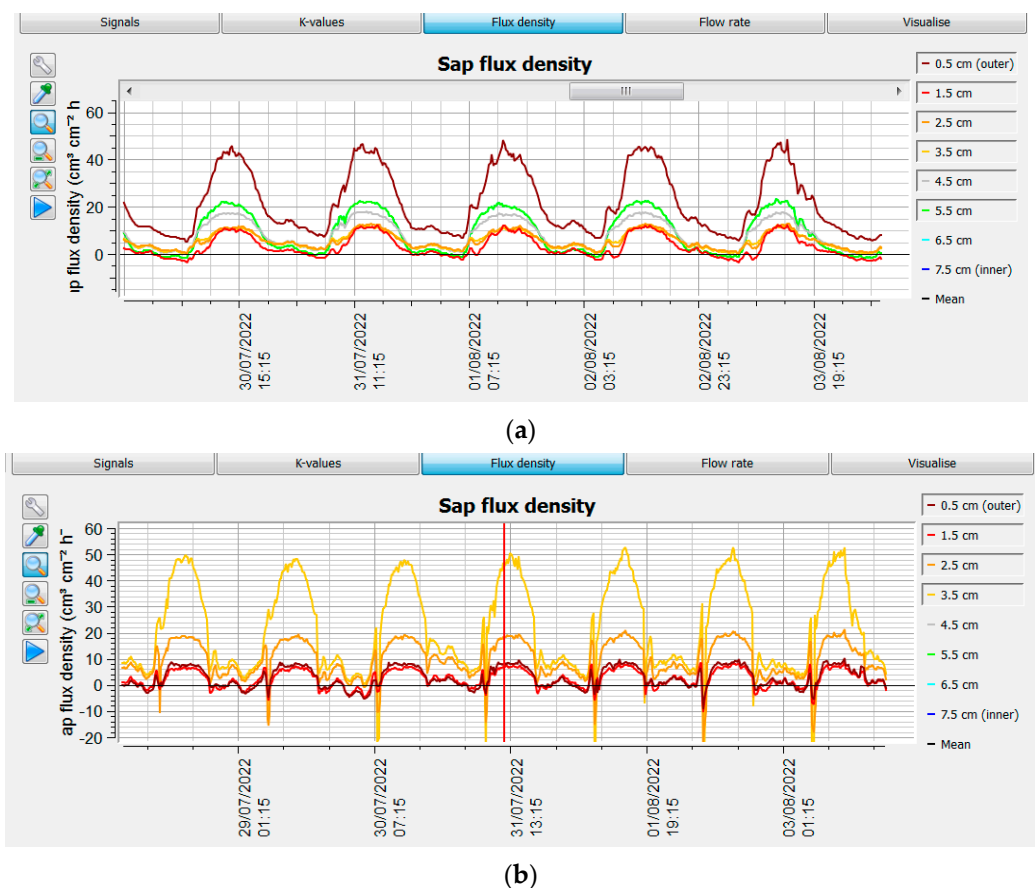 Signals K-values Flux density Flow rate Visualise
Sap flux density
ıp flux density (cm³ cm⁻² h
60
40
20
0
30/07/2022 15:15
31/07/2022 11:15
01/08/2022 07:15
02/08/2022 03:15
02/08/2022 23:15
03/08/2022 19:15
0.5 cm (outer)
1.5 cm
2.5 cm
3.5 cm
4.5 cm
5.5 cm
6.5 cm
7.5 cm (inner)
Mean
(a)
Signals K-values Flux density Flow rate Visualise
Sap flux density
ap flux density (cm³ cm⁻² h⁻
60
50
40
30
20
10
0
-10
-20
29/07/2022 01:15
30/07/2022 07:15
31/07/2022 13:15
01/08/2022 19:15
03/08/2022 01:15
0.5 cm (outer)
1.5 cm
2.5 cm
3.5 cm
4.5 cm
5.5 cm
6.5 cm
7.5 cm (inner)
Mean
(b)